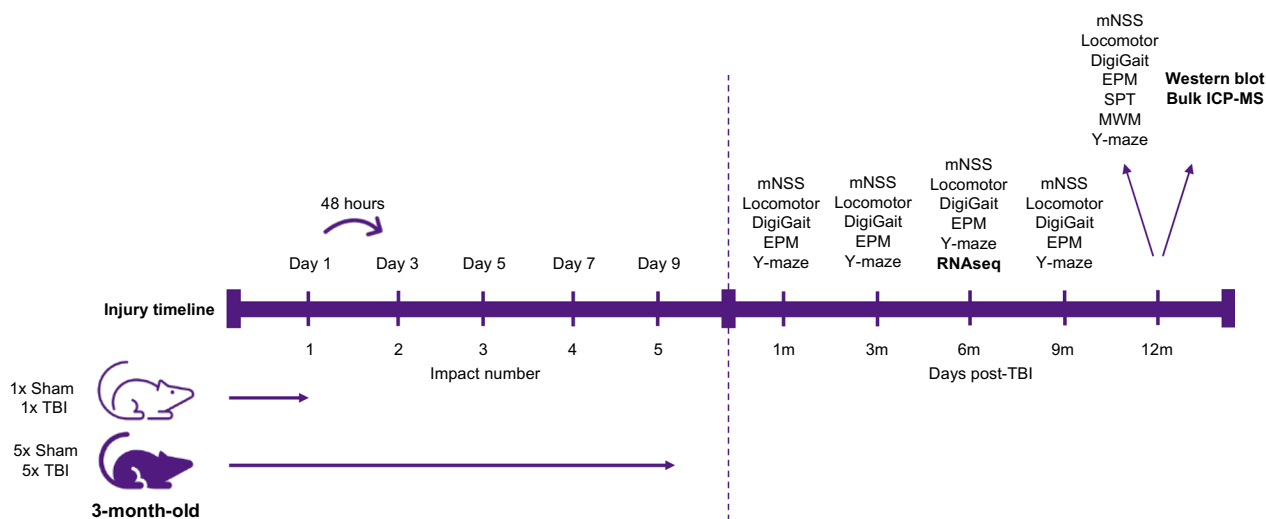 mNSS
Locomotor
DigiGait
EPM
SPT
MWM
Y-maze
Western blot
Bulk ICP-MS
mNSS
Locomotor
DigiGait
EPM
Y-maze
mNSS
Locomotor
DigiGait
EPM
Y-maze
mNSS
Locomotor
DigiGait
EPM
Y-maze
RNAseq
mNSS
Locomotor
DigiGait
EPM
Y-maze
48 hours
Day 1
Day 3
Day 5
Day 7
Day 9
Injury timeline
1
2
3
4
5
1m
3m
6m
9m
12m
Impact number
Days post-TBI
1x Sham
1x TBI
5x Sham
5x TBI
3-month-old